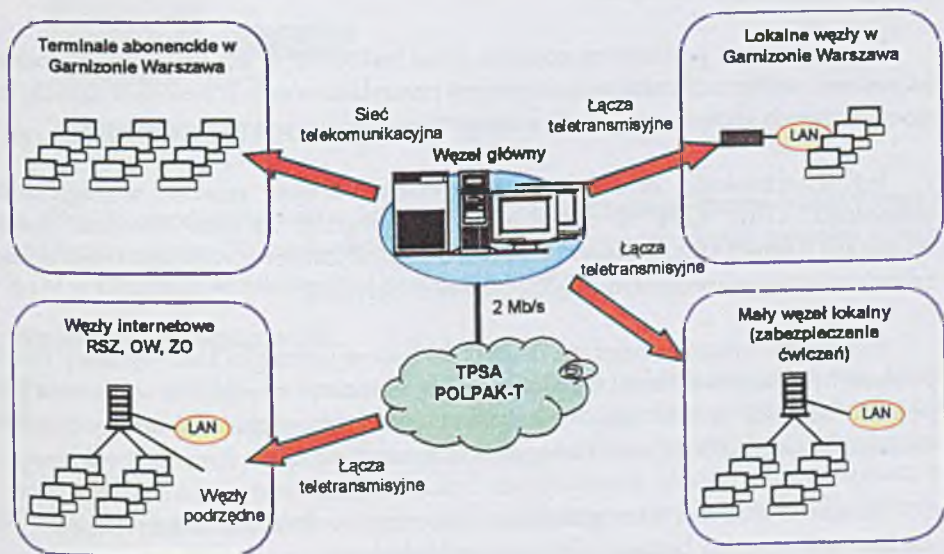 Terminale abonenckie w
Garnizonie Warszawa
Sieć
telekomunikacyjna
Węzeł główny
Łącza
teletransmisyjne
Lokalne węzły w
Garnizonie Warszawa
LAN
Łącza
teletransmisyjne
2 Mb/s
TPSA
POLPAK-T
Węzły internetowe
RSZ, OW, ZO
LAN
Węzły
podrzędne
Łącza
teletransmisyjne
Mały węzeł lokalny
(zabezpieczenie
ćwiczeń)
LAN